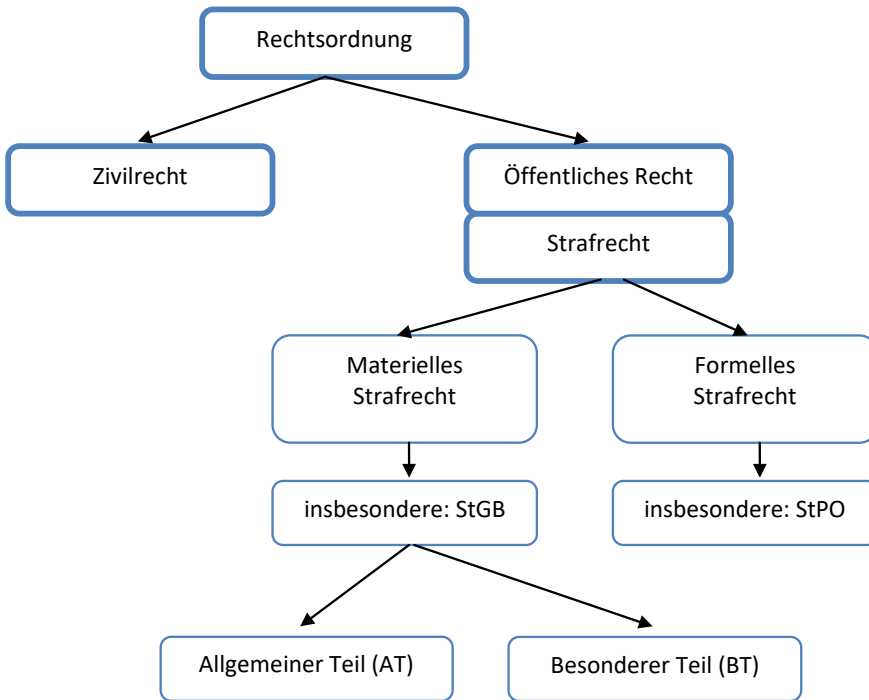 Rechtsordnung
Zivilrecht
Öffentliches Recht
Strafrecht
Materielles
Strafrecht
Formelles
Strafrecht
insbesondere: StGB
insbesondere: StPO
Allgemeiner Teil (AT)
Besonderer Teil (BT)